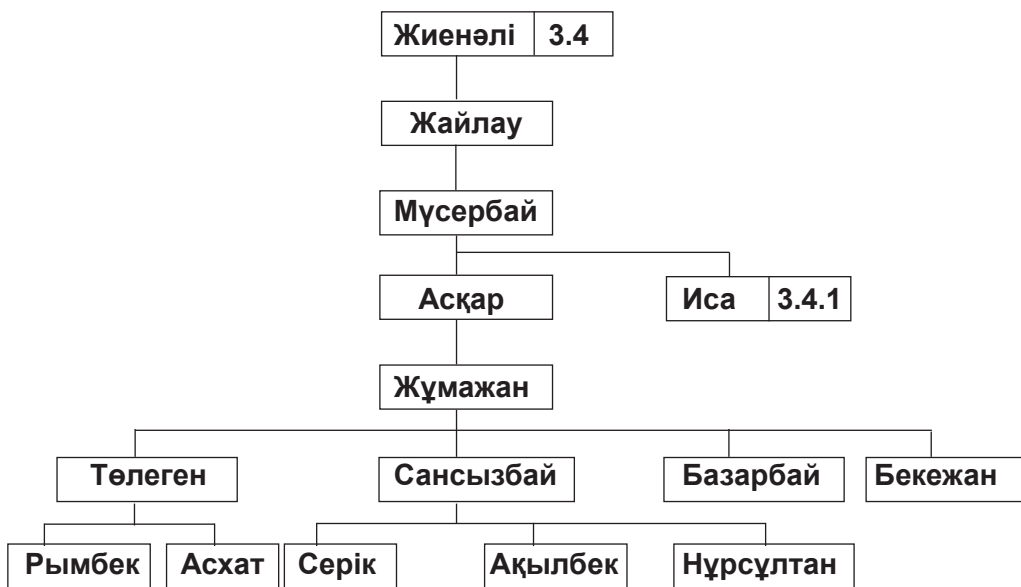 Жиенәлі 3.4
Жайлау
Мүсербай
Асқар Иса 3.4.1
Жұмажан
Төлеген Сансызбай Базарбай Бекежан
Рымбек Асхат Серік Ақылбек Нұрсұлтан